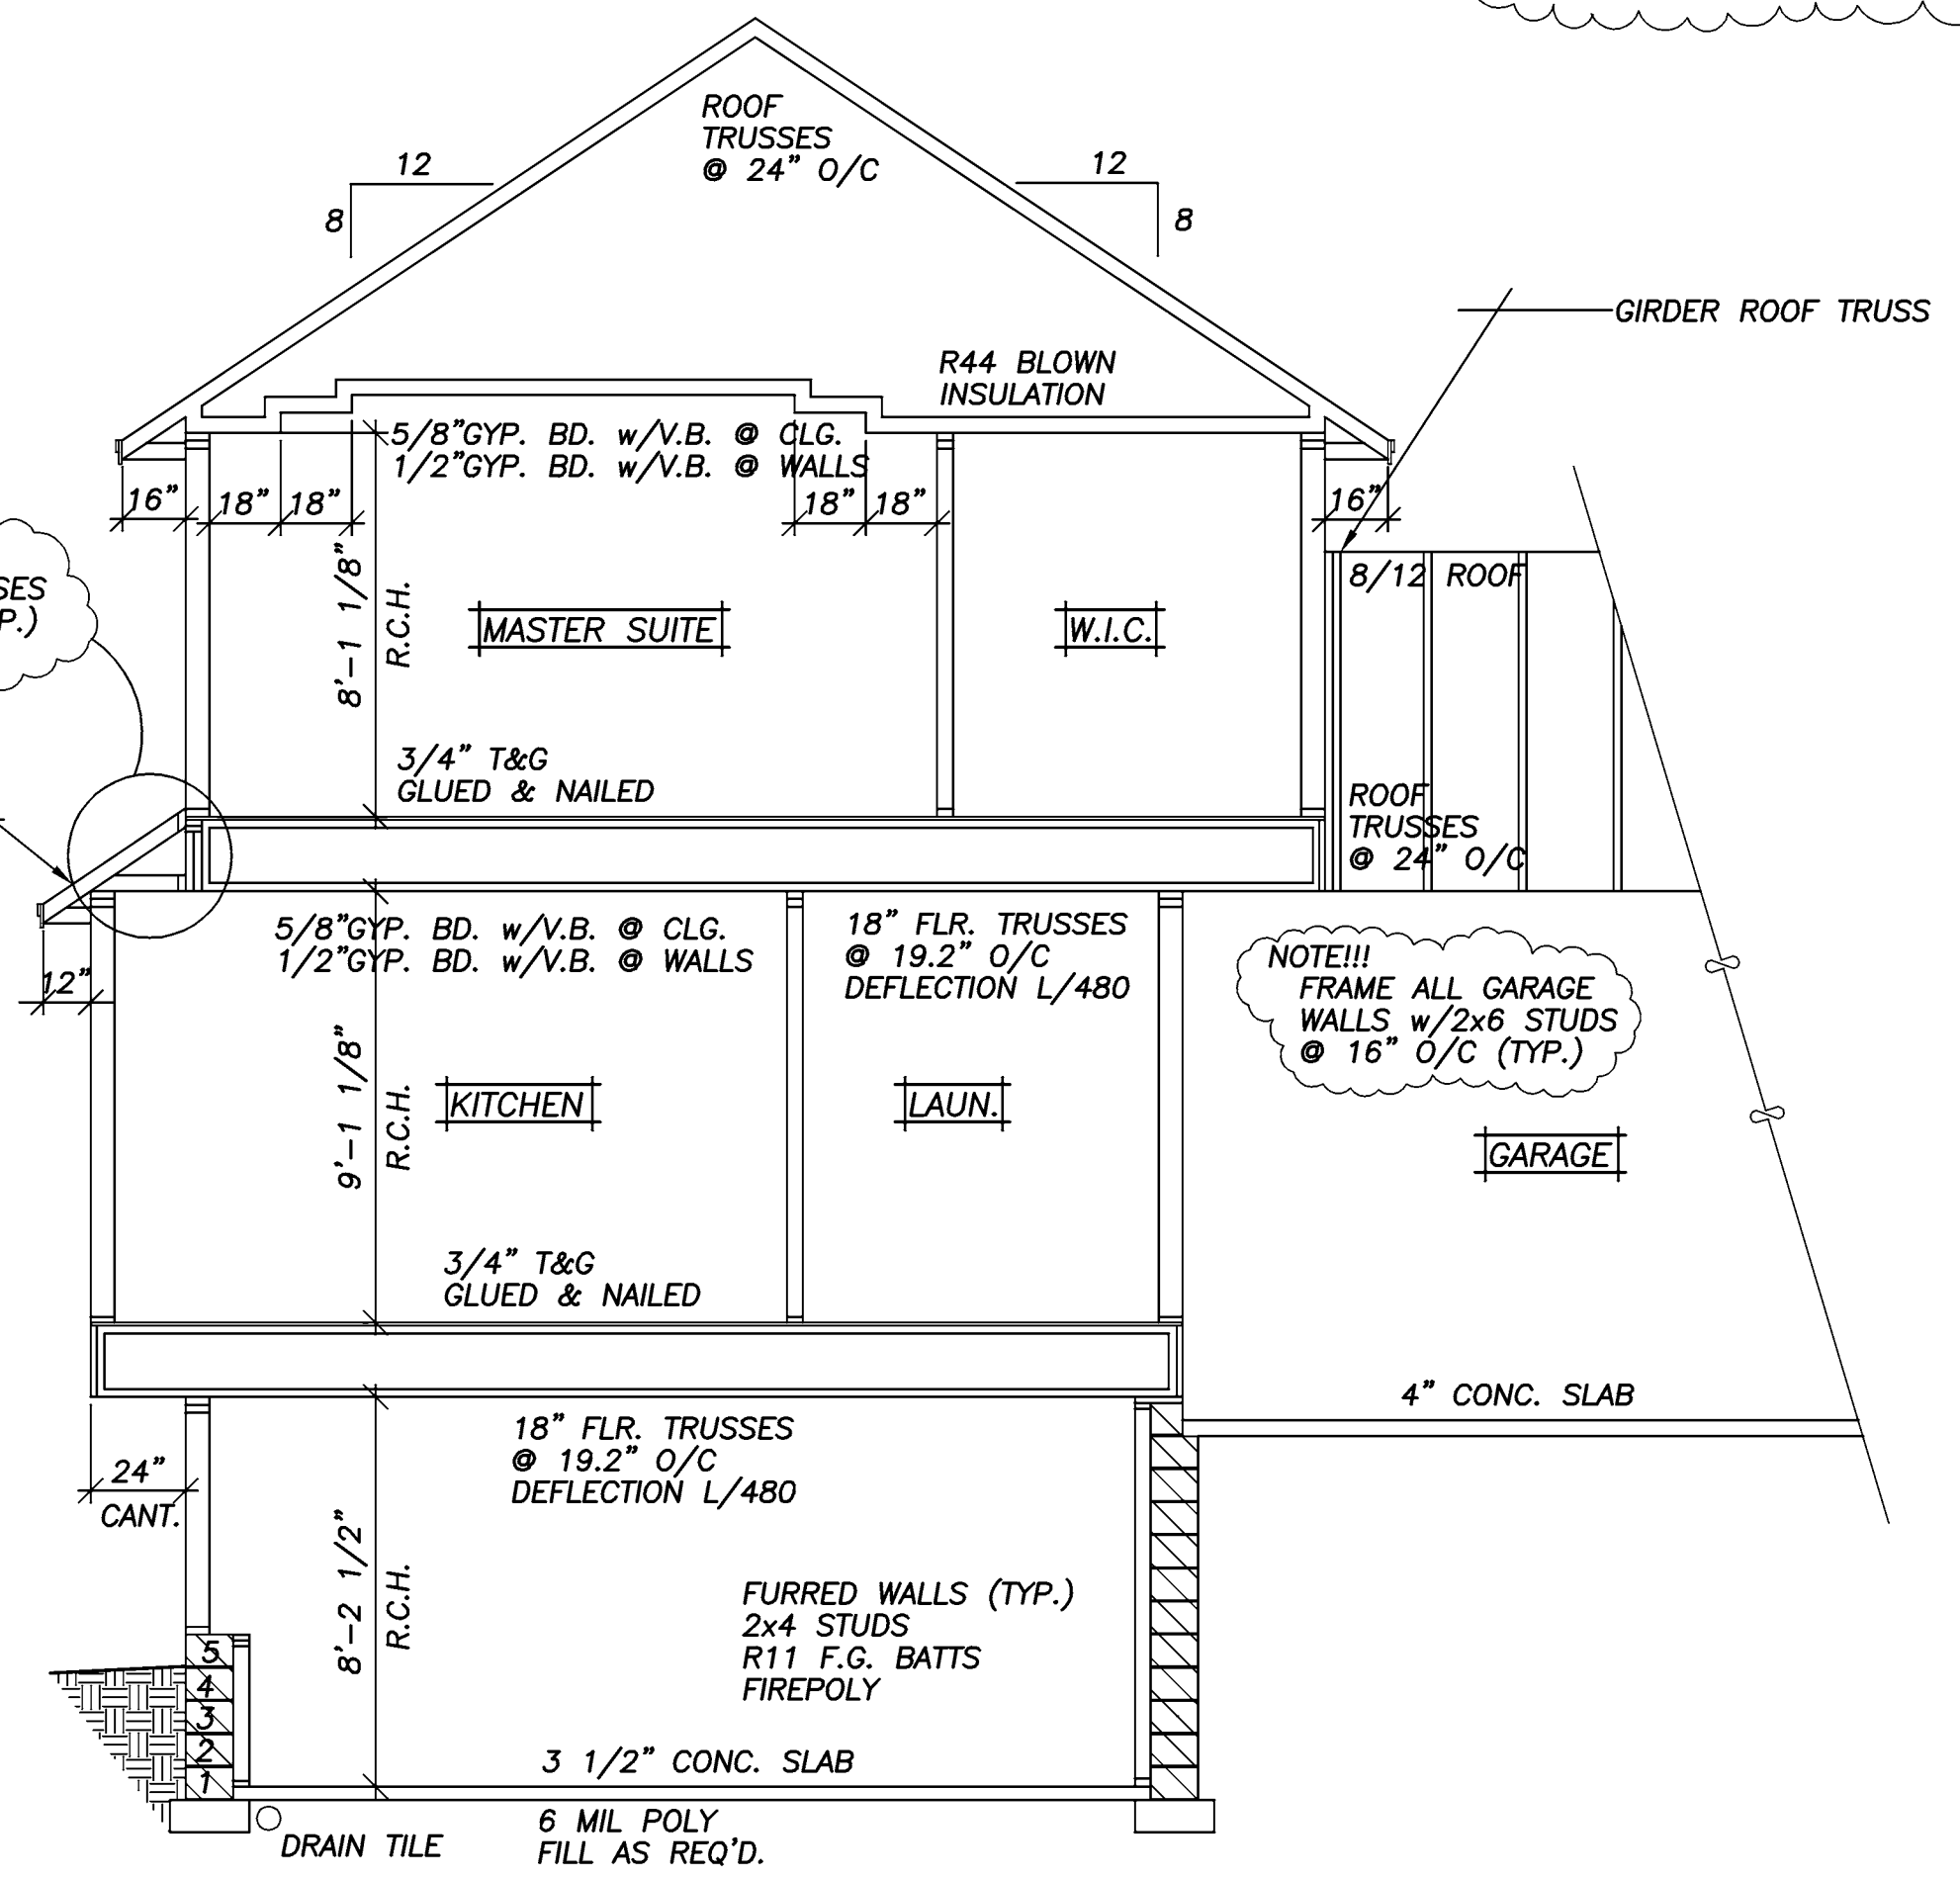 ROOF
TRUSSES
@ 24" O/C
12
8
12
8
GIRDER ROOF TRUSS
R44 BLOWN
INSULATION
5/8"GYP. BD. w/V.B. @ CLG.
1/2"GYP. BD. w/V.B. @ WALLS
16"
18"
18"
18"
18"
16"
8'-1 1/8"
R.C.H.
8/12 ROOF
SES
P.)
MASTER SUITE
W.I.C.
3/4" T&G
GLUED & NAILED
ROOF
TRUSSES
@ 24" O/C
5/8"GYP. BD. w/V.B. @ CLG.
1/2"GYP. BD. w/V.B. @ WALLS
18" FLR. TRUSSES
@ 19.2" O/C
DEFLECTION L/480
12"
NOTE!!!
FRAME ALL GARAGE
WALLS w/2x6 STUDS
@ 16" O/C (TYP.)
9'-1 1/8"
R.C.H.
KITCHEN
LAUN.
GARAGE
3/4" T&G
GLUED & NAILED
4" CONC. SLAB
18" FLR. TRUSSES
@ 19.2" O/C
DEFLECTION L/480
24"
CANT.
8'-2 1/2"
R.C.H.
FURRED WALLS (TYP.)
2x4 STUDS
R11 F.G. BATTS
FIREPOLY
5
4
3
2
1
3 1/2" CONC. SLAB
6 MIL POLY
FILL AS REQ'D.
DRAIN TILE